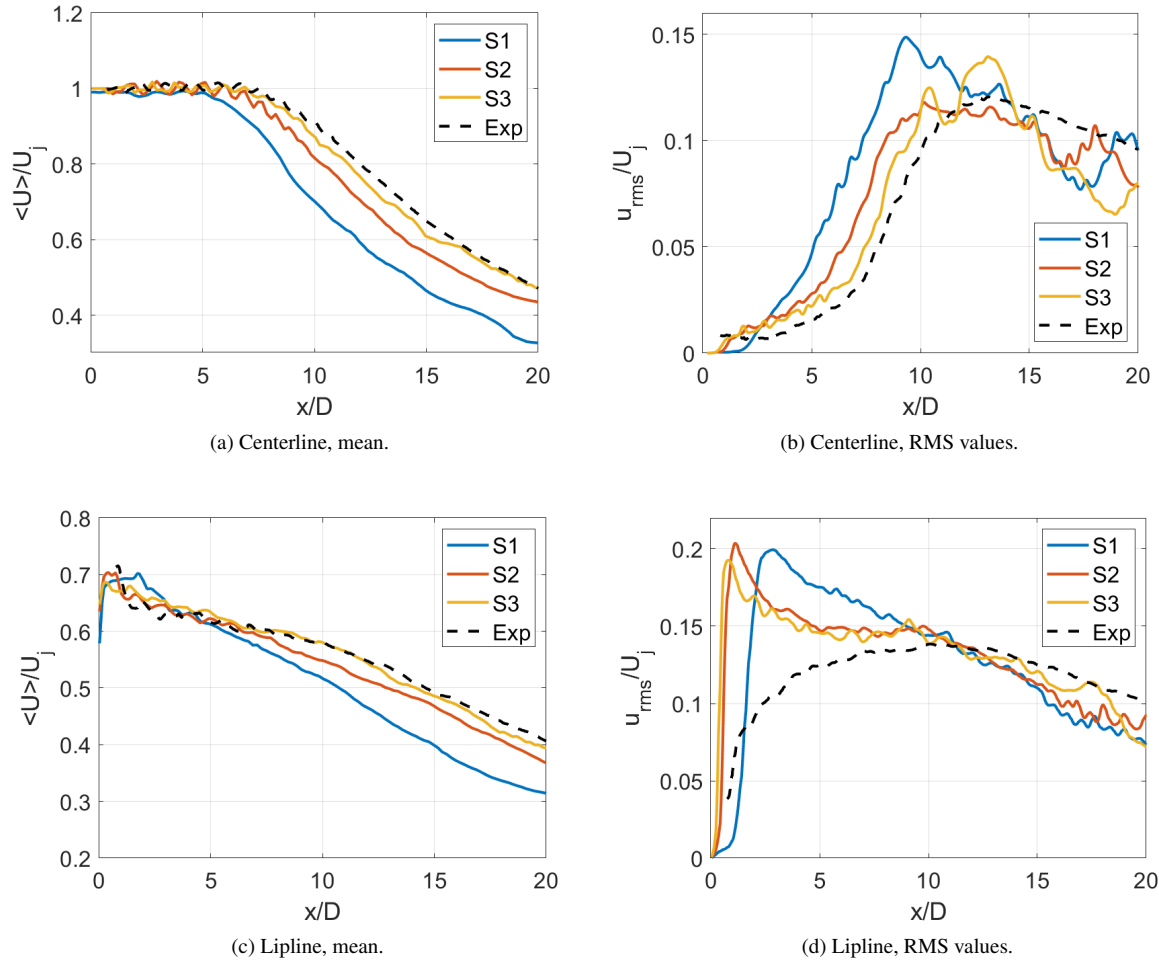 1.2
1
0.8
0.6
0.4
<U>/U_j
0 5 10 15 20
x/D
S1
S2
S3
Exp
(a) Centerline, mean.
0.15
0.1
0.05
0
u_rms/U_j
0 5 10 15 20
x/D
S1
S2
S3
Exp
(b) Centerline, RMS values.
0.8
0.7
0.6
0.5
0.4
0.3
0.2
<U>/U_j
0 5 10 15 20
x/D
S1
S2
S3
Exp
(c) Lipline, mean.
0.2
0.15
0.1
0.05
0
u_rms/U_j
0 5 10 15 20
x/D
S1
S2
S3
Exp
(d) Lipline, RMS values.